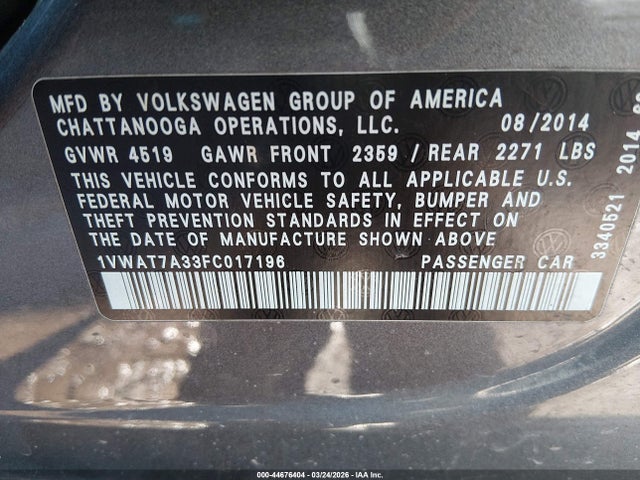 MFD BY VOLKSWAGEN GROUP OF AMERICA
CHATTANOOGA OPERATIONS, LLC. 08/2014
GVWR 4519 GAWR FRONT 2359 / REAR 2271 LBS
THIS VEHICLE CONFORMS TO ALL APPLICABLE U.S.
FEDERAL MOTOR VEHICLE SAFETY, BUMPER AND
THEFT PREVENTION STANDARDS IN EFFECT ON
THE DATE OF MANUFACTURE SHOWN ABOVE
1VWAT7A33FC017196 PASSENGER CAR
3340521 2014
000-44676404 - 03/24/2026 - IAA Inc.